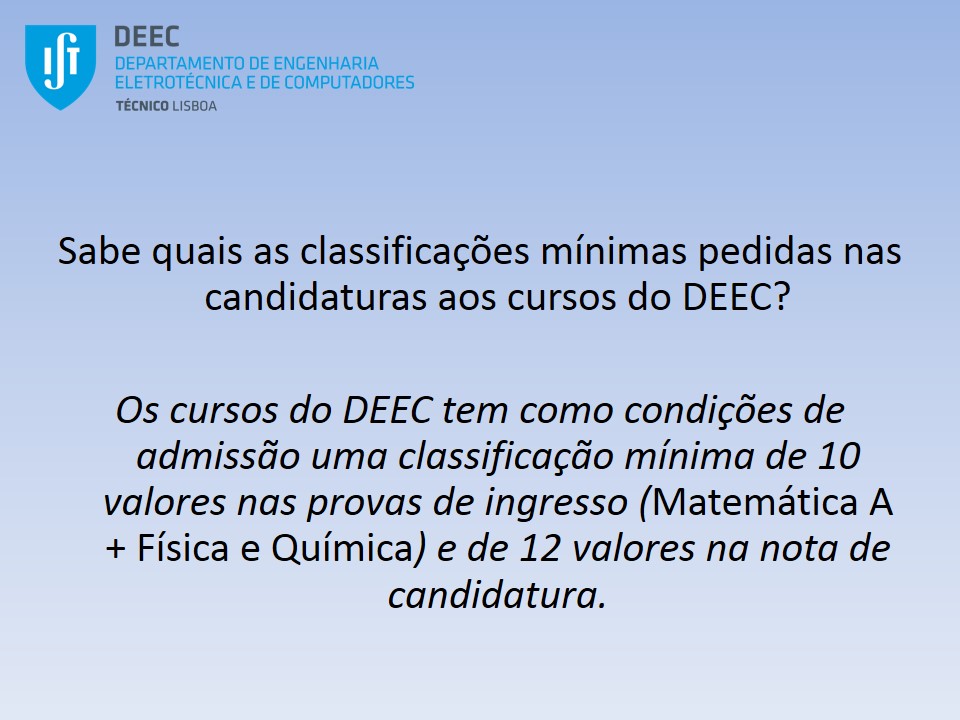 DEEC
DEPARTAMENTO DE ENGENHARIA
ELETROTÉCNICA E DE COMPUTADORES
TÉCNICO LISBOA
Sabe quais as classificações mínimas pedidas nas
candidaturas aos cursos do DEEC?
Os cursos do DEEC tem como condições de
admissão uma classificação mínima de 10
valores nas provas de ingresso (Matemática A
+ Física e Química) e de 12 valores na nota de
candidatura.